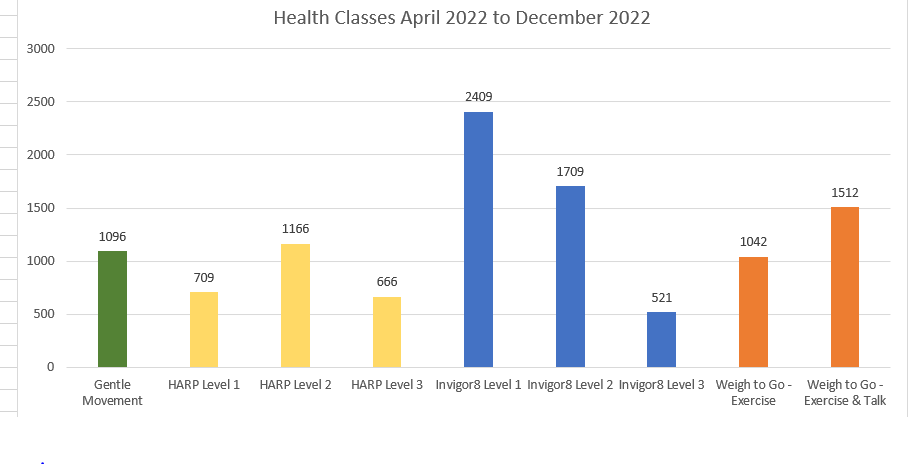 Health Classes April 2022 to December 2022
3000
2500
2000
1500
1000
500
0
1096
709
1166
666
2409
1709
521
1042
1512
Gentle Movement
HARP Level 1
HARP Level 2
HARP Level 3
Invigor8 Level 1
Invigor8 Level 2
Invigor8 Level 3
Weigh to Go -
Exercise
Weigh to Go -
Exercise & Talk